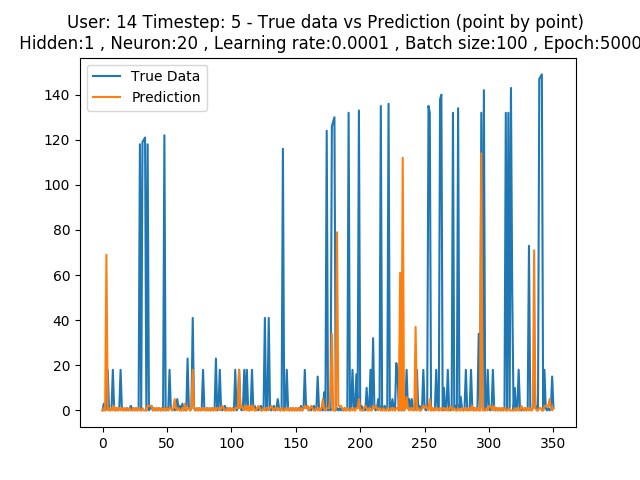 User: 14 Timestep: 5 - True data vs Prediction (point by point)
Hidden:1 , Neuron:20 , Learning rate:0.0001 , Batch size:100 , Epoch:5000
True Data
Prediction
140
120
100
80
60
40
20
0
0 50 100 150 200 250 300 350